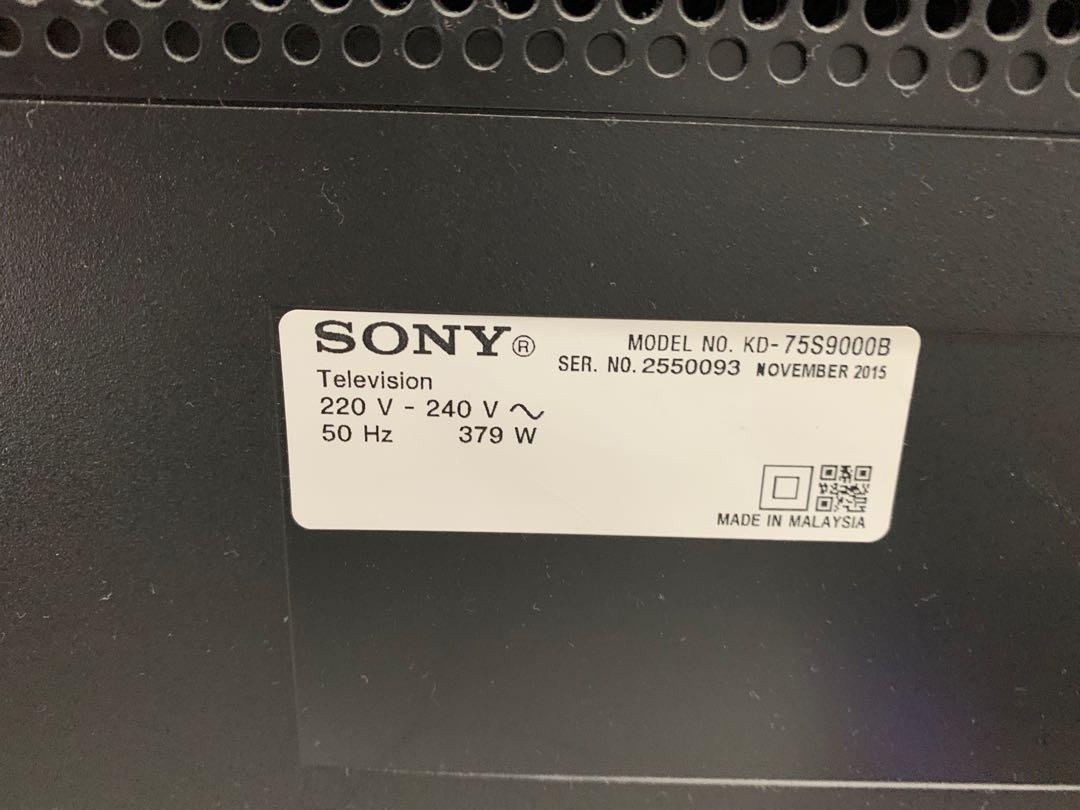 SONY®
MODEL NO. KD-75S9000B
SER. NO. 2550093 NOVEMBER 2015
Television
220 V - 240 V ~
50 Hz 379 W
MADE IN MALAYSIA